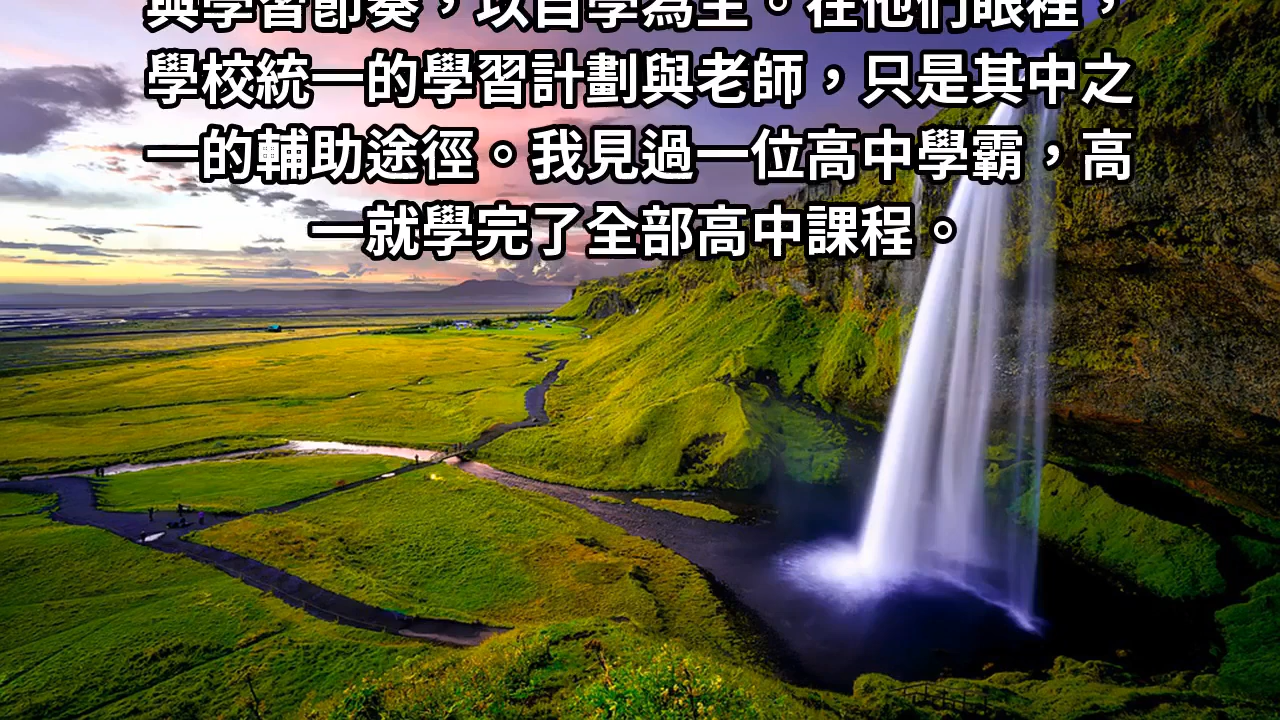 與學習節奏，以自學為主。在他們眼裡，
學校統一的學習計劃與老師，只是其中之
一的輔助途徑。我見過一位高中學霸，高
一就學完了全部高中課程。